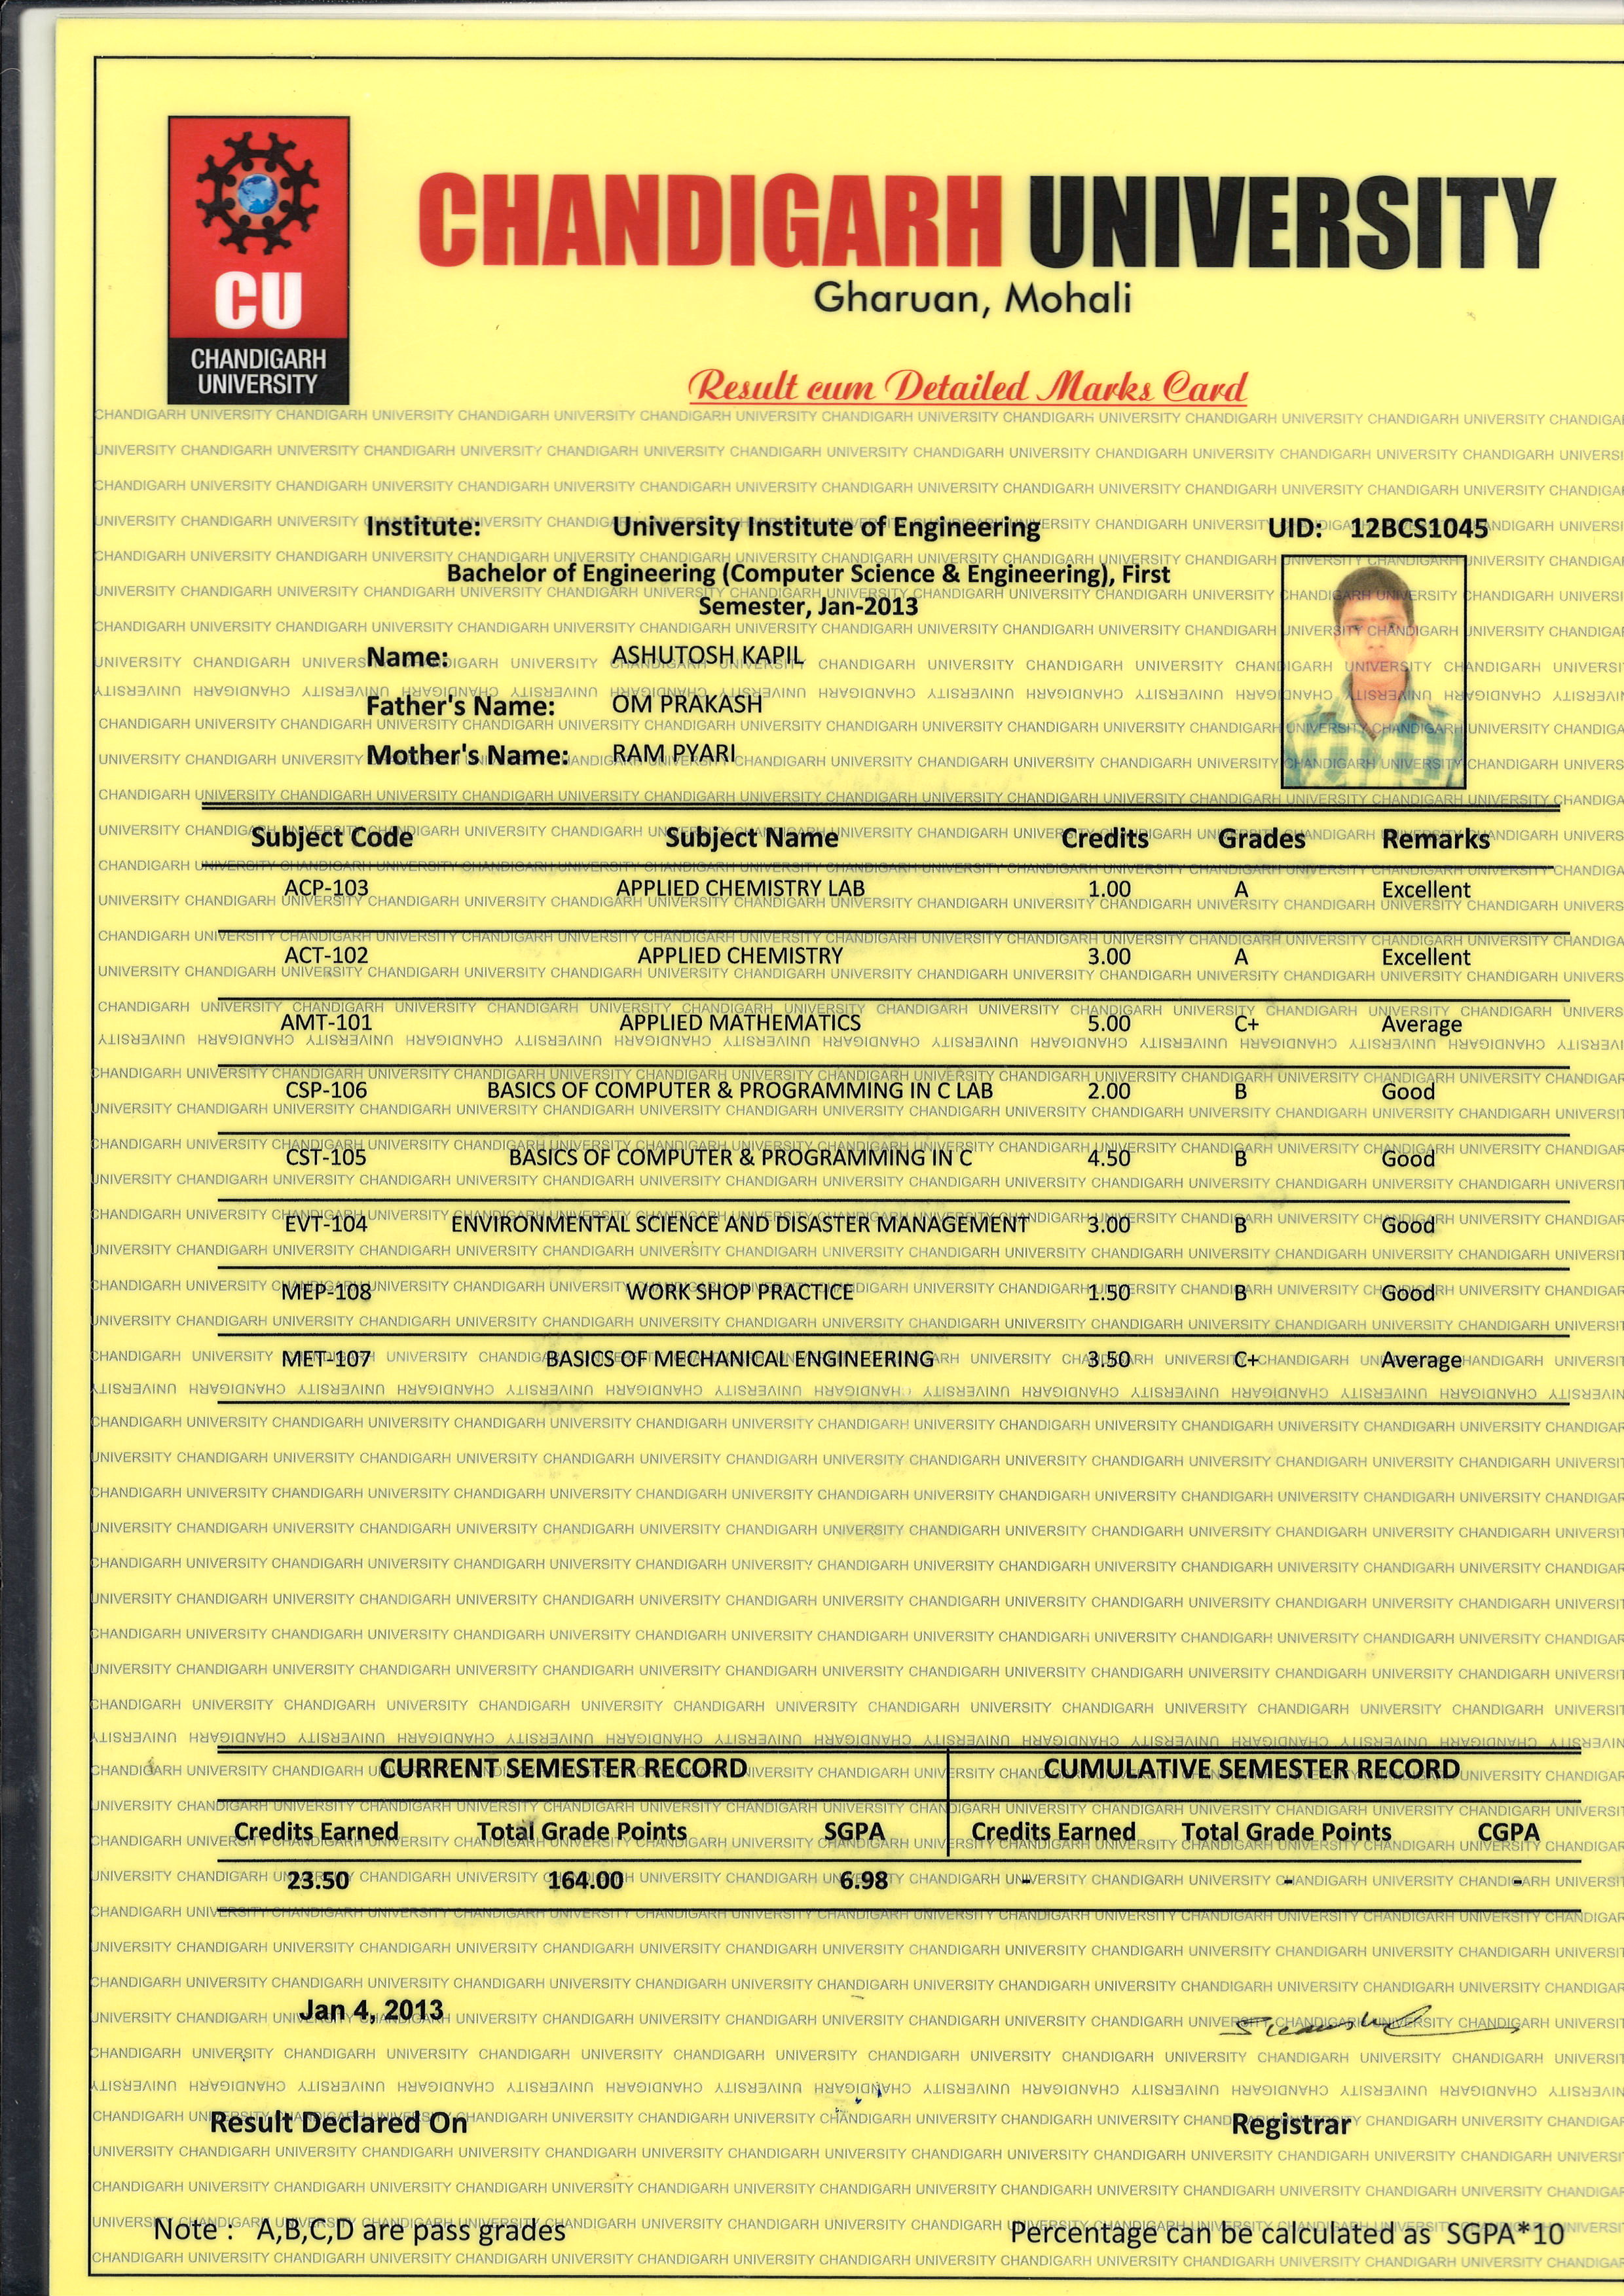 CU
CHANDIGARH
UNIVERSITY
CHANDIGARH UNIVERSITY
Gharuan, Mohali
Result cum Detailed Marks Card
Institute: University Institute of Engineering UID: 12BCS1045
Bachelor of Engineering (Computer Science & Engineering), First
Semester, Jan-2013
Name: ASHUTOSH KAPIL
Father's Name: OM PRAKASH
Mother's Name: RAM PYARI
Subject Code Subject Name Credits Grades Remarks
ACP-103 APPLIED CHEMISTRY LAB 1.00 A Excellent
ACT-102 APPLIED CHEMISTRY 3.00 A Excellent
AMT-101 APPLIED MATHEMATICS 5.00 C+ Average
CSP-106 BASICS OF COMPUTER & PROGRAMMING IN C LAB 2.00 B Good
CST-105 BASICS OF COMPUTER & PROGRAMMING IN C 4.50 B Good
EVT-104 ENVIRONMENTAL SCIENCE AND DISASTER MANAGEMENT 3.00 B Good
MEP-108 WORK SHOP PRACTICE 1.50 B Good
MET-107 BASICS OF MECHANICAL ENGINEERING 3.50 C+ Average
CURRENT SEMESTER RECORD CUMULATIVE SEMESTER RECORD
Credits Earned Total Grade Points SGPA Credits Earned Total Grade Points CGPA
23.50 164.00 6.98 - - -
Jan 4, 2013
Result Declared On Registrar
Note : A,B,C,D are pass grades Percentage can be calculated as SGPA*10